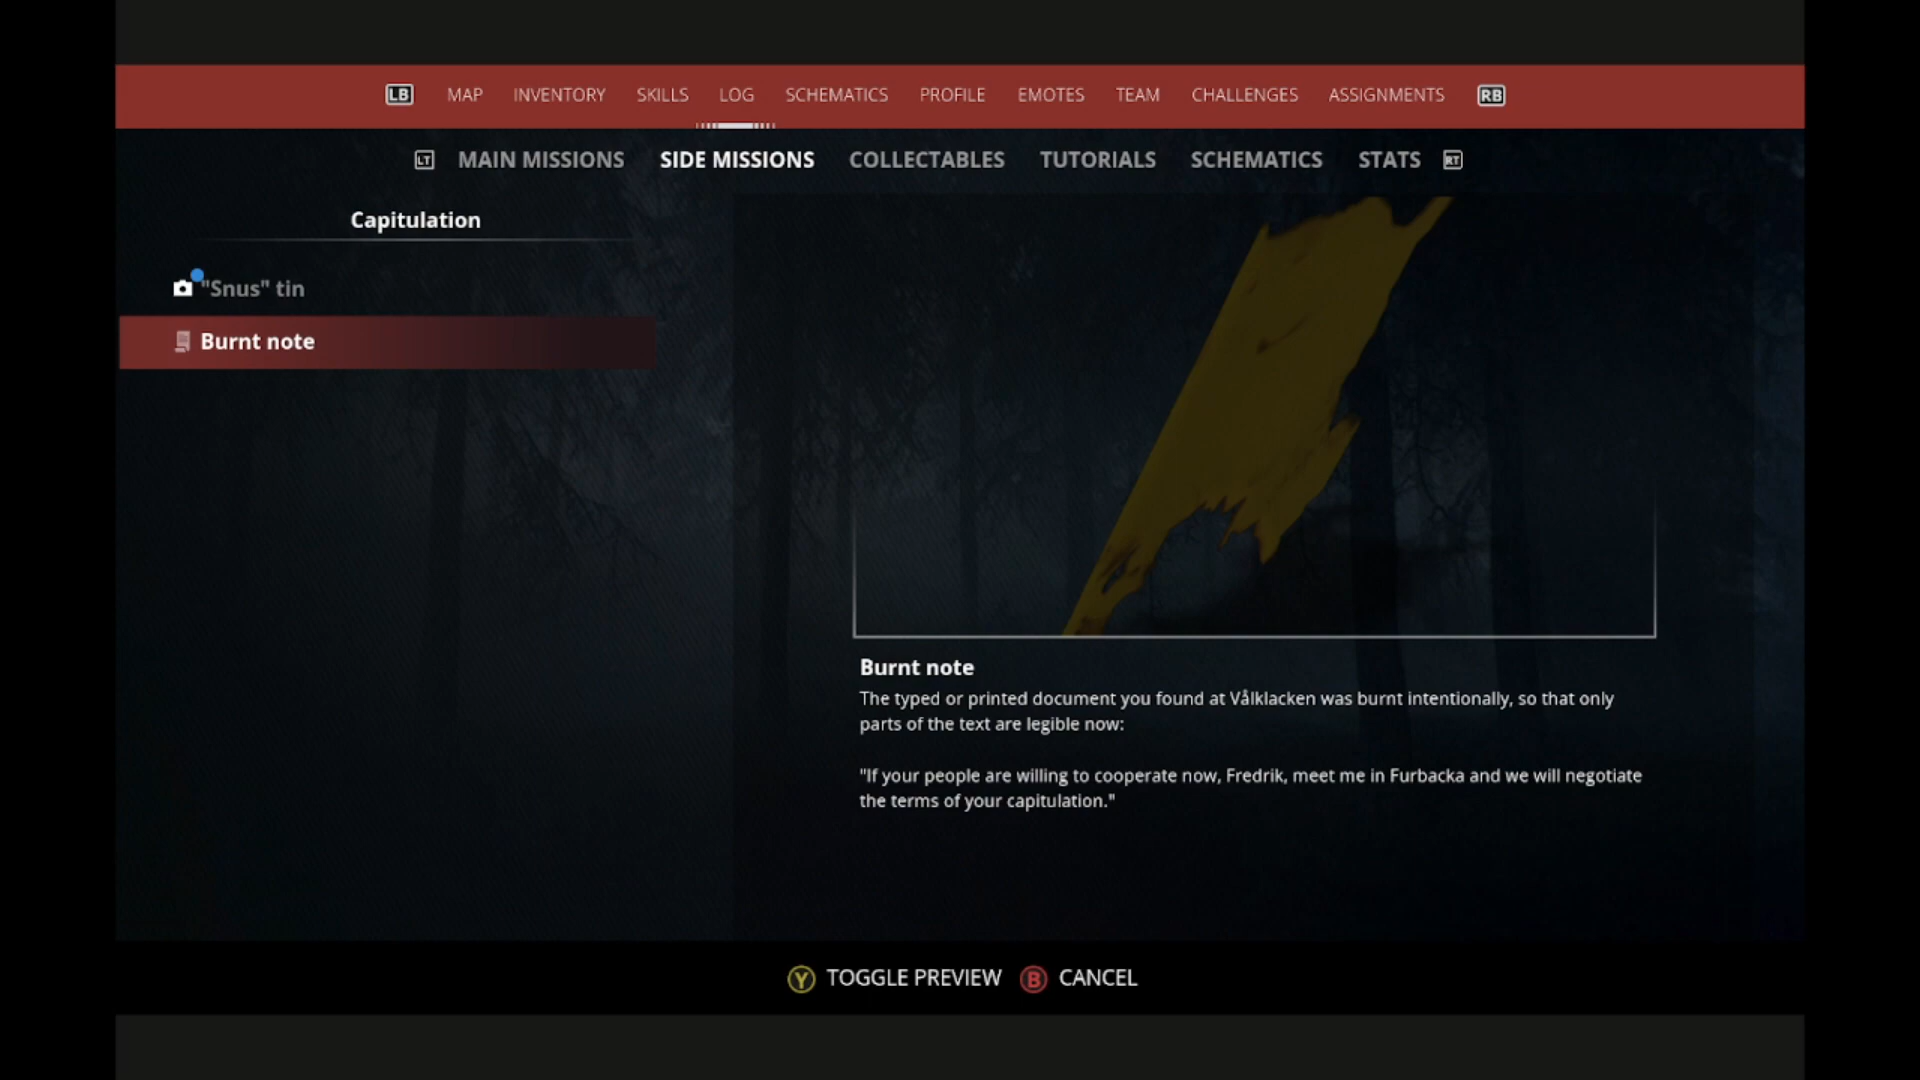 LB MAP INVENTORY SKILLS LOG SCHEMATICS PROFILE EMOTES TEAM CHALLENGES ASSIGNMENTS RB
LT MAIN MISSIONS SIDE MISSIONS COLLECTABLES TUTORIALS SCHEMATICS STATS RT
Capitulation
"Snus" tin
Burnt note
Burnt note
The typed or printed document you found at Vålklacken was burnt intentionally, so that only
parts of the text are legible now:
"If your people are willing to cooperate now, Fredrik, meet me in Furbacka and we will negotiate
the terms of your capitulation."
Y TOGGLE PREVIEW B CANCEL